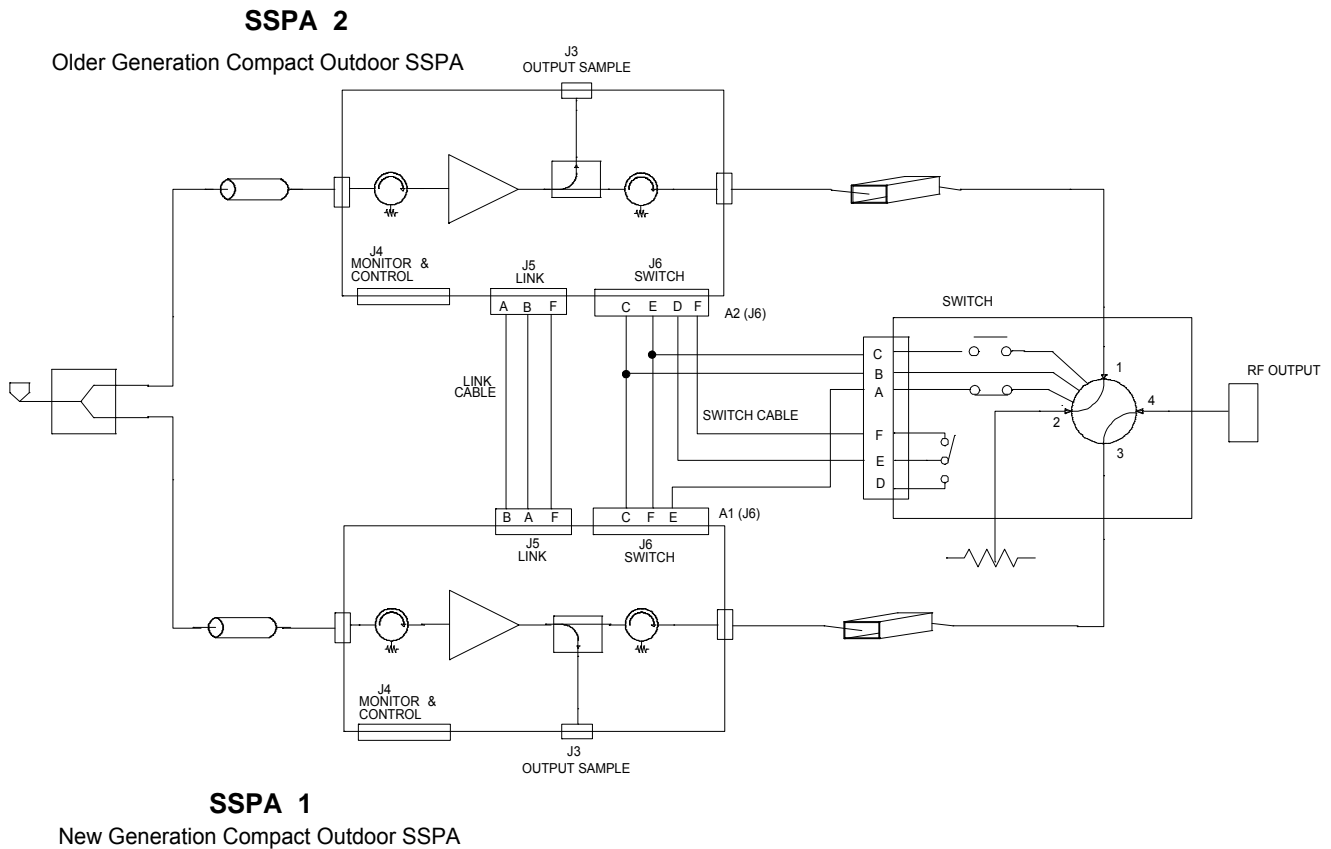 SSPA 2
Older Generation Compact Outdoor SSPA
J3
OUTPUT SAMPLE
J4
MONITOR &
CONTROL
J5
LINK
J6
SWITCH
A B F
C E D F
A2 (J6)
SWITCH
C
B
A
F
E
D
1
2
3
4
RF OUTPUT
LINK
CABLE
SWITCH CABLE
B A F
C F E
A1 (J6)
J5
LINK
J6
SWITCH
J4
MONITOR &
CONTROL
J3
OUTPUT SAMPLE
SSPA 1
New Generation Compact Outdoor SSPA